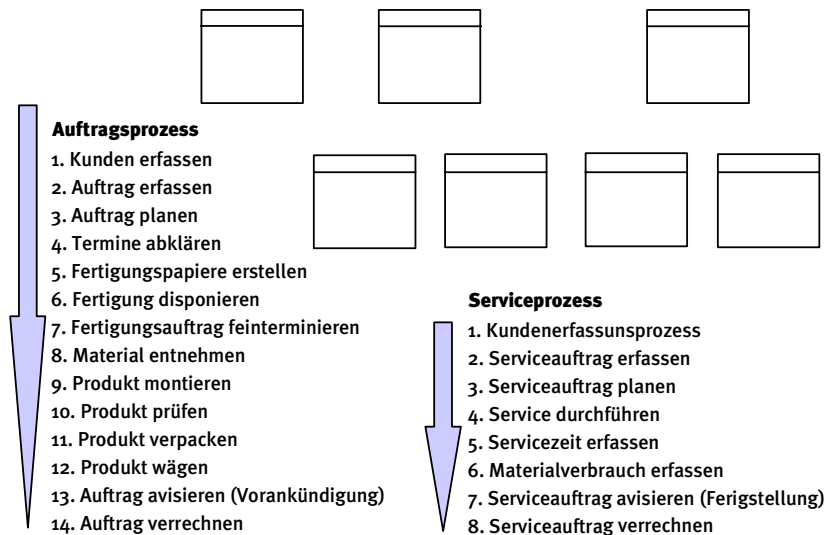 Auftragsprozess
1. Kunden erfassen
2. Auftrag erfassen
3. Auftrag planen
4. Termine abklären
5. Fertigungspapiere erstellen
6. Fertigung disponieren
7. Fertigungsauftrag feinterminieren
8. Material entnehmen
9. Produkt montieren
10. Produkt prüfen
11. Produkt verpacken
12. Produkt wägen
13. Auftrag avisieren (Vorankündigung)
14. Auftrag verrechnen
Serviceprozess
1. Kundenerfassunsprozess
2. Serviceauftrag erfassen
3. Serviceauftrag planen
4. Service durchführen
5. Servicezeit erfassen
6. Materialverbrauch erfassen
7. Serviceauftrag avisieren (Ferigstellung)
8. Serviceauftrag verrechnen